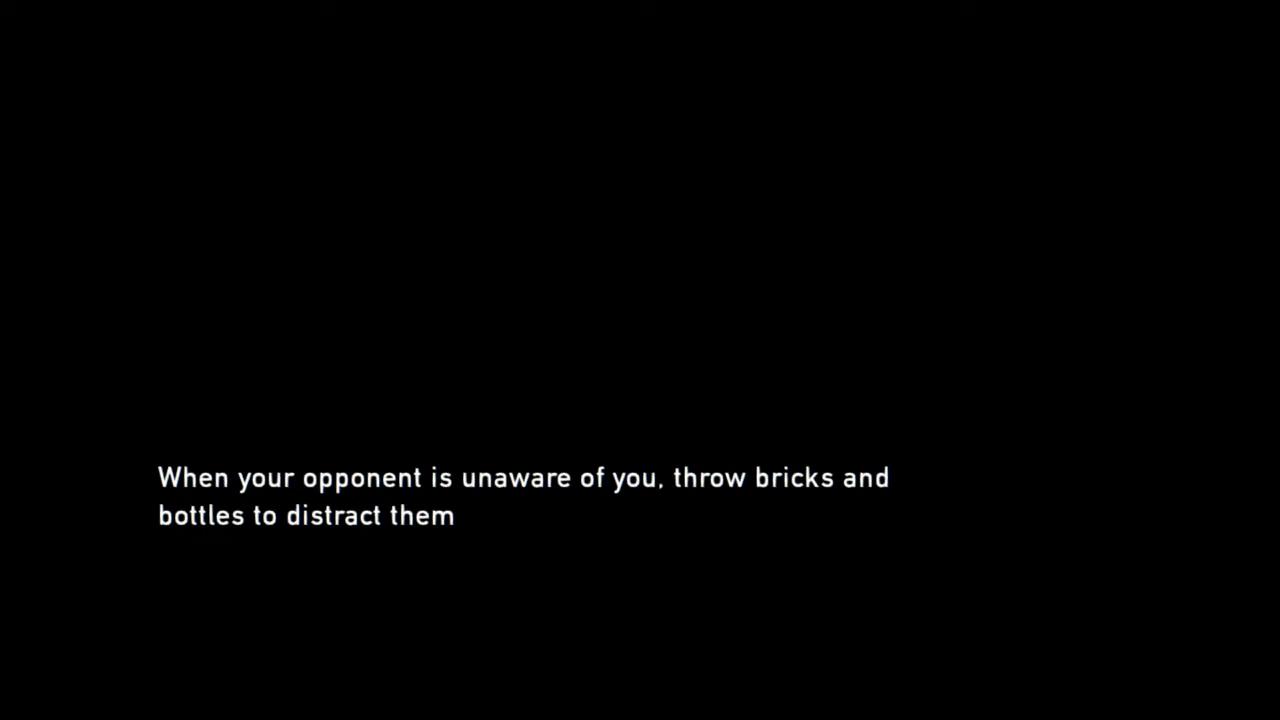 When your opponent is unaware of you, throw bricks and
bottles to distract them